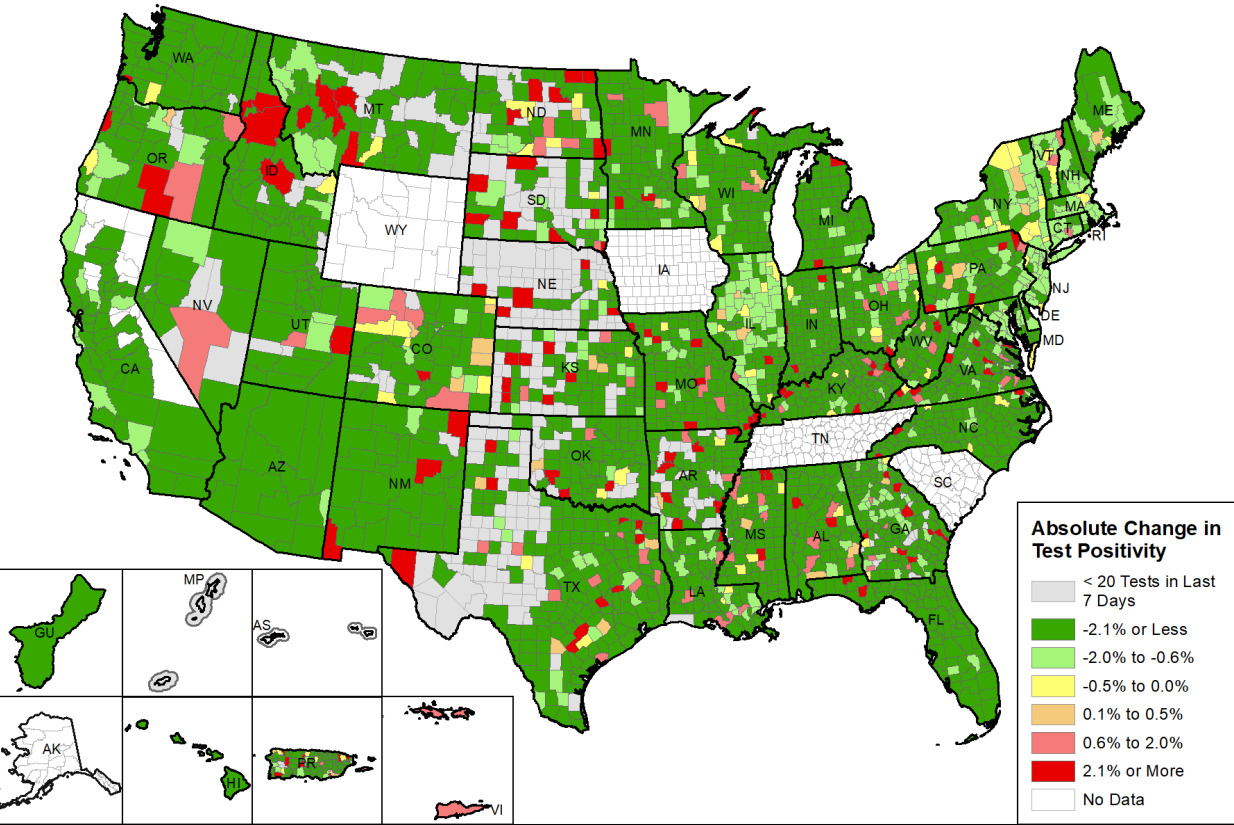 WA
MT
ND
MN
ME
OR
ID
SD
WI
VT
NH
NY
MA
CT
RI
MI
WY
NE
IA
PA
NJ
NV
UT
CO
IL
IN
OH
DE
MD
WV
VA
CA
KS
MO
KY
NC
TN
AZ
NM
OK
AR
SC
MS
AL
GA
TX
LA
FL
GU
MP
AS
AK
HI
PR
VI
Absolute Change in
Test Positivity
< 20 Tests in Last
7 Days
-2.1% or Less
-2.0% to -0.6%
-0.5% to 0.0%
0.1% to 0.5%
0.6% to 2.0%
2.1% or More
No Data